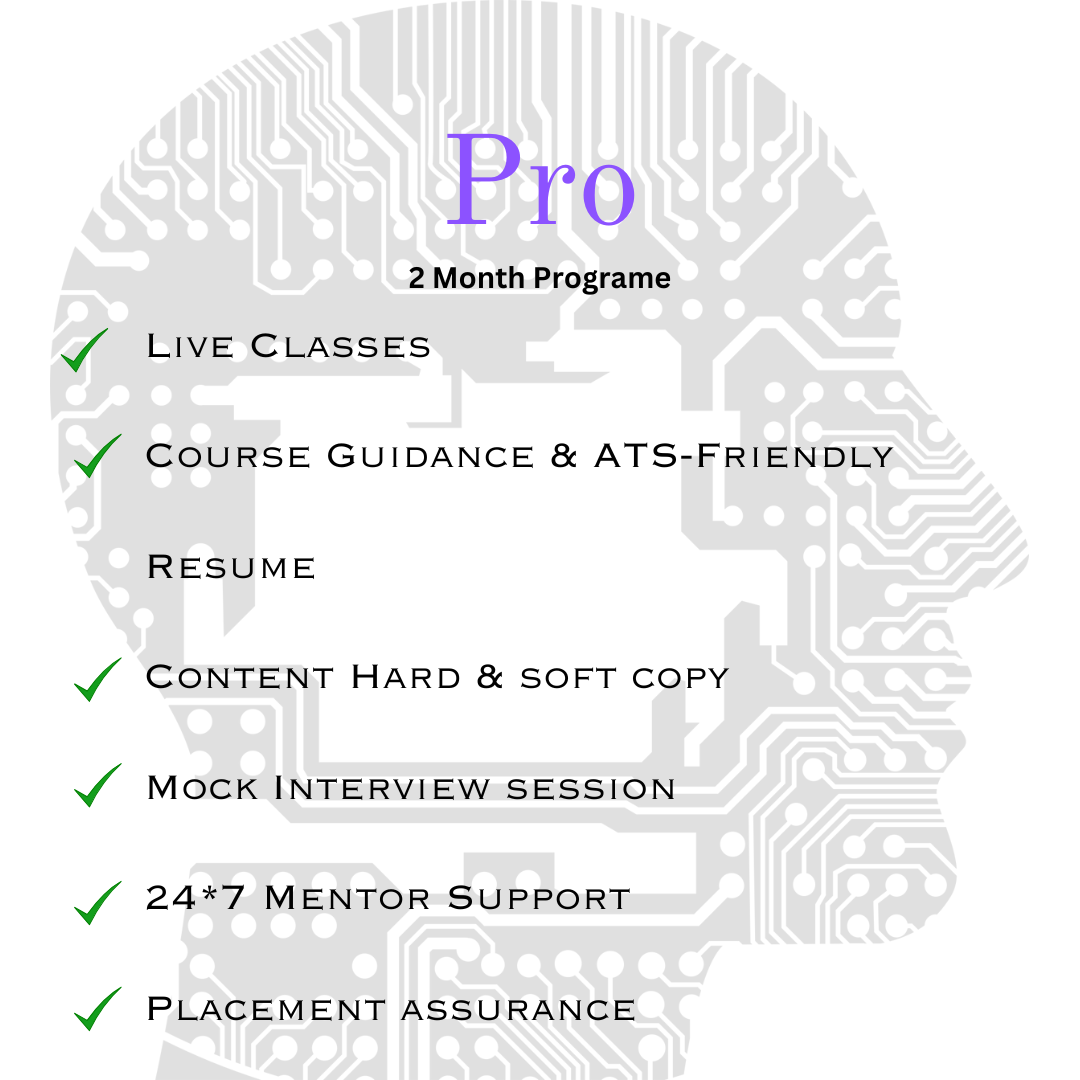 Pro
2 Month Programe
Live Classes
Course Guidance & ATS-Friendly
Resume
Content Hard & soft copy
Mock Interview session
24*7 Mentor Support
Placement assurance